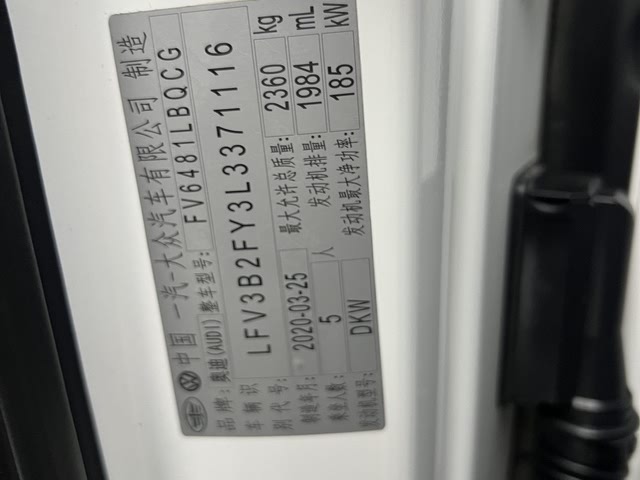 中国 一汽-大众汽车有限公司 制造
品牌: 奥迪(AUDI) 整车型号: FV6481LBQCG
车辆识别代号: LFV3B2FY3L3371116
制造年月: 2020-03-25 最大允许总质量: 2360 kg
乘坐人数: 5 人 发动机排量: 1984 mL
发动机型号: DKW 发动机最大净功率: 185 kW